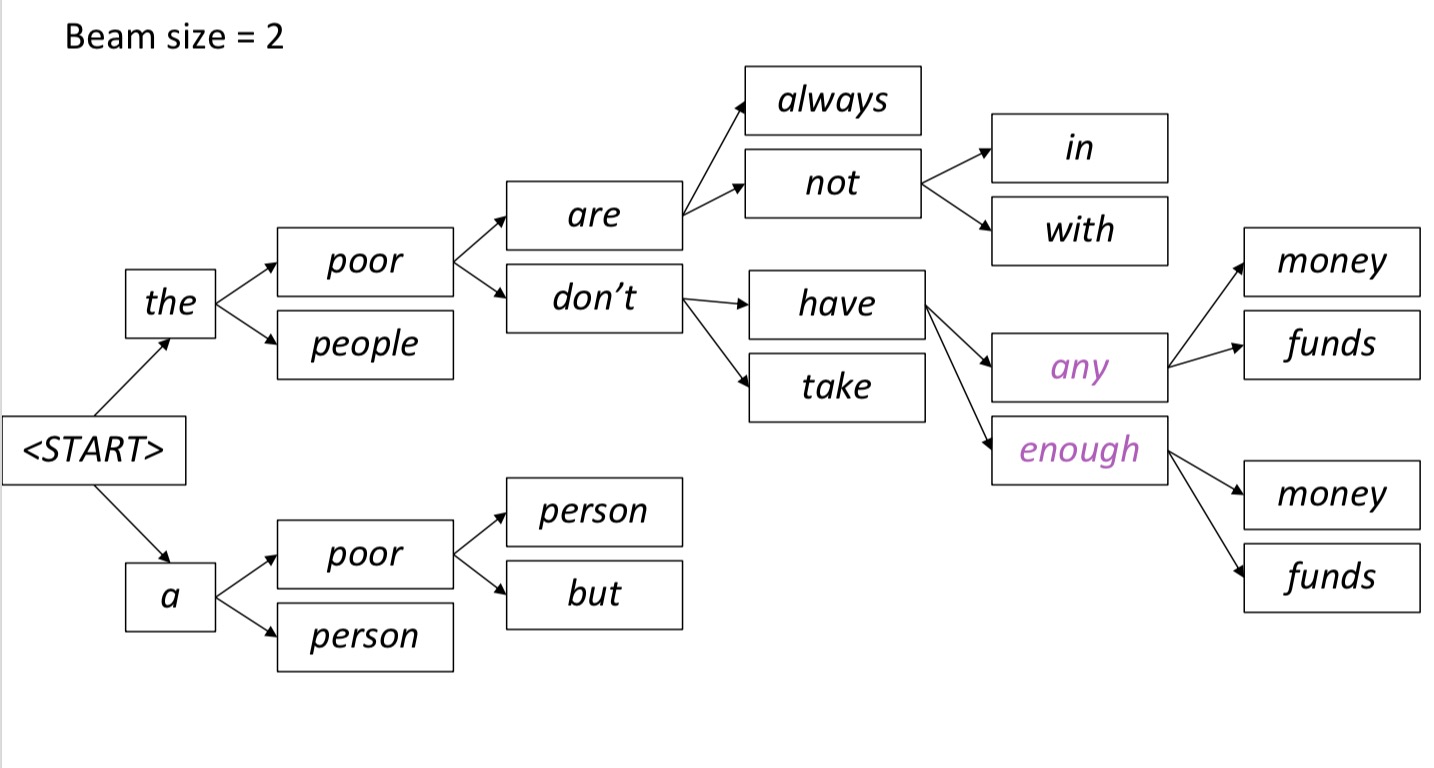 Beam size = 2
always
not
in
with
are
don’t
poor
people
the
have
take
any
enough
money
funds
money
funds
<START>
a
poor
person
person
but